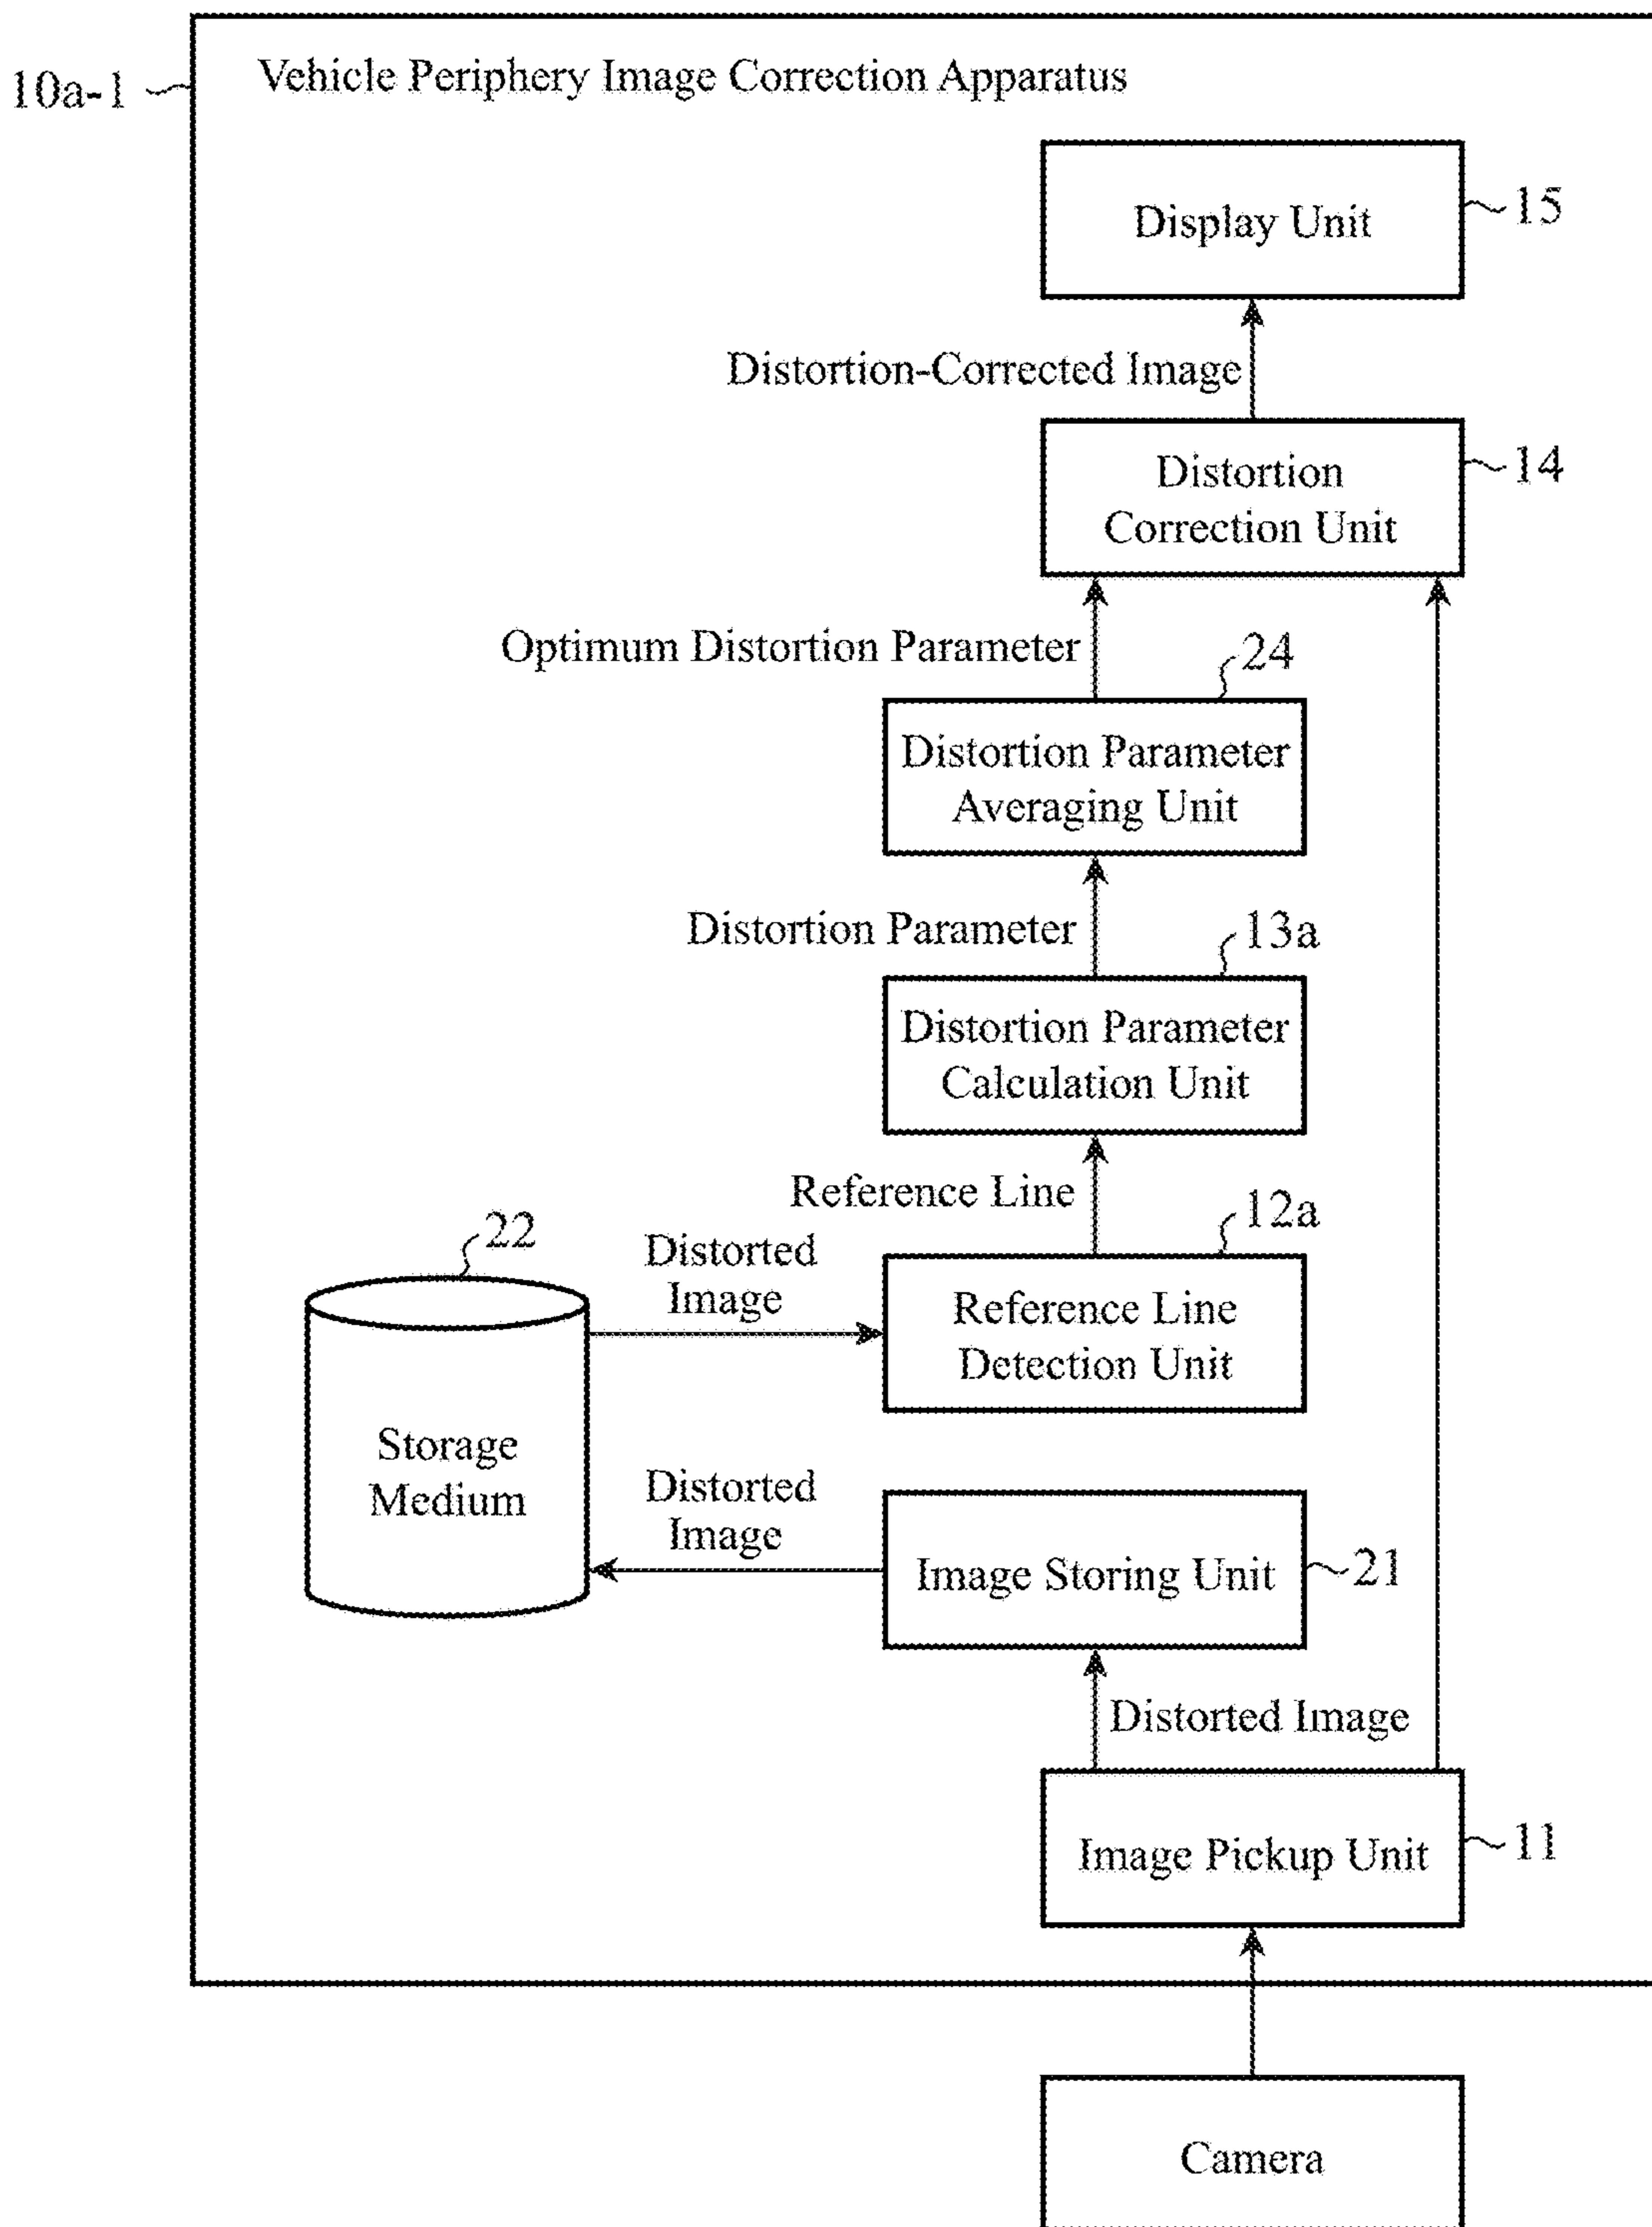 10a-1
Vehicle Periphery Image Correction Apparatus
Display Unit
15
Distortion-Corrected Image
Distortion
Correction Unit
14
Optimum Distortion Parameter
24
Distortion Parameter
Averaging Unit
Distortion Parameter
13a
Distortion Parameter
Calculation Unit
Reference Line
12a
22
Distorted
Image
Reference Line
Detection Unit
Storage
Medium
Distorted
Image
Image Storing Unit
21
Distorted Image
Image Pickup Unit
11
Camera